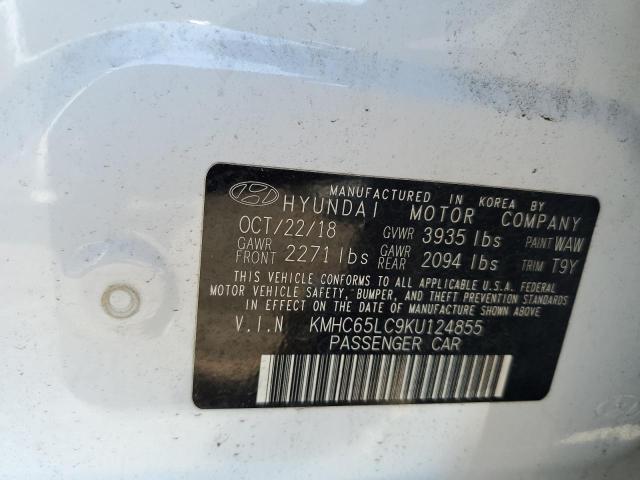 MANUFACTURED IN KOREA BY
HYUNDAI MOTOR COMPANY
OCT/22/18 GVWR 3935 lbs PAINT WAW
GAWR FRONT 2271 lbs GAWR REAR 2094 lbs TRIM T9Y
THIS VEHICLE CONFORMS TO ALL APPLICABLE U.S.A. FEDERAL
MOTOR VEHICLE SAFETY, BUMPER, AND THEFT PREVENTION STANDARDS
IN EFFECT ON THE DATE OF MANUFACTURE SHOWN ABOVE.
V.I.N KMHC65LC9KU124855
PASSENGER CAR